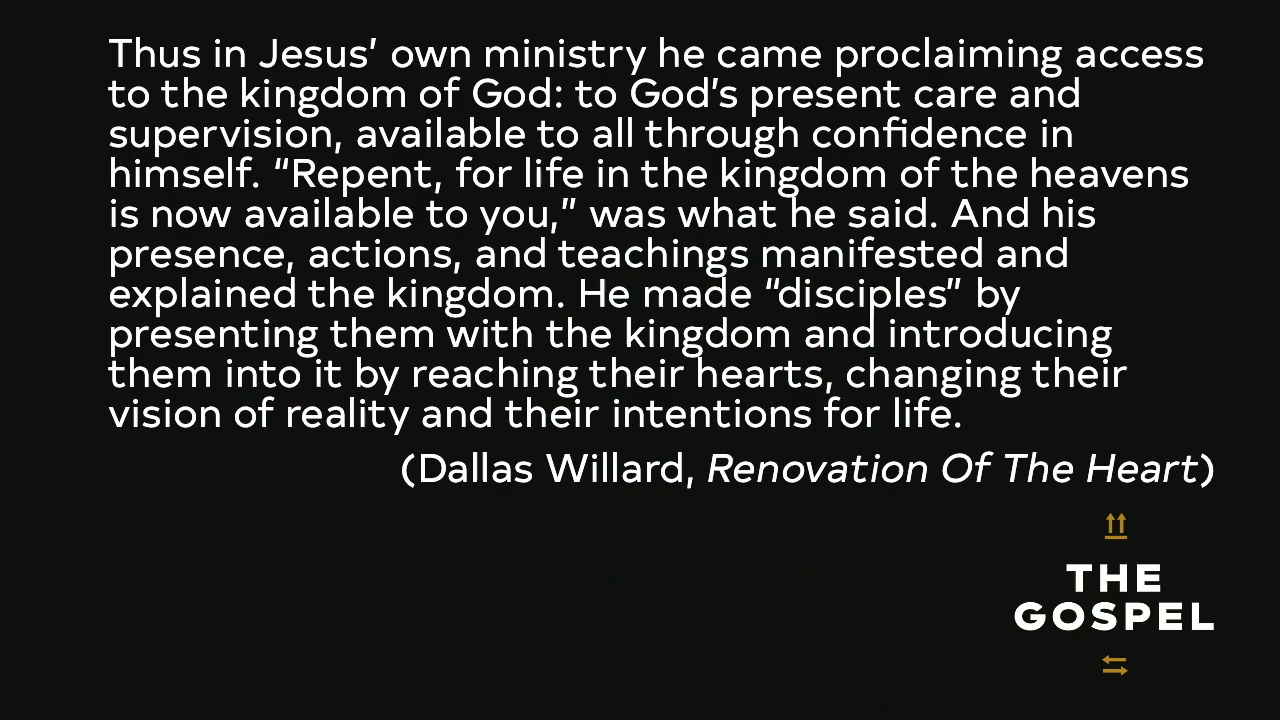 Thus in Jesus’ own ministry he came proclaiming access
to the kingdom of God: to God’s present care and
supervision, available to all through confidence in
himself. “Repent, for life in the kingdom of the heavens
is now available to you,” was what he said. And his
presence, actions, and teachings manifested and
explained the kingdom. He made “disciples” by
presenting them with the kingdom and introducing
them into it by reaching their hearts, changing their
vision of reality and their intentions for life.
(Dallas Willard, Renovation Of The Heart)
THE
GOSPEL